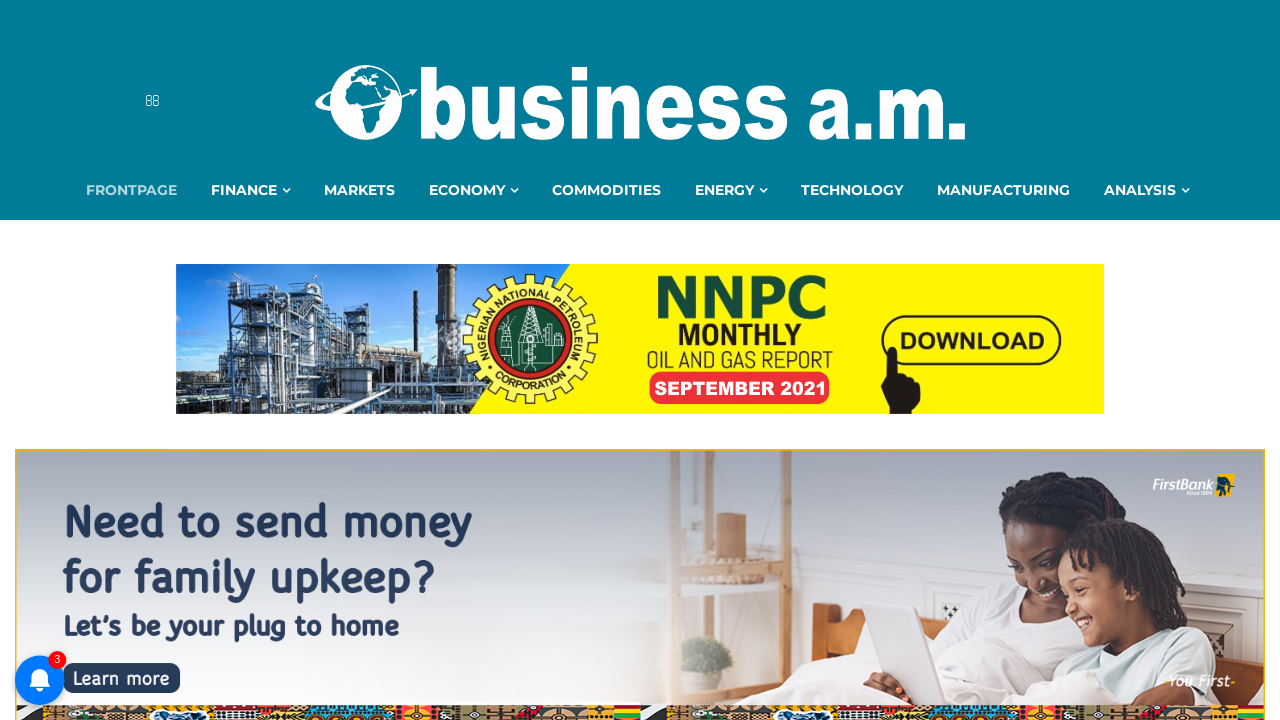 business a.m.
FRONTPAGE FINANCE MARKETS ECONOMY COMMODITIES ENERGY TECHNOLOGY MANUFACTURING ANALYSIS
NIGERIAN NATIONAL PETROLEUM CORPORATION
NNPC
MONTHLY
OIL AND GAS REPORT
SEPTEMBER 2021
DOWNLOAD
FirstBank
Since 1894
Need to send money
for family upkeep?
Let's be your plug to home
3
Learn more
You First